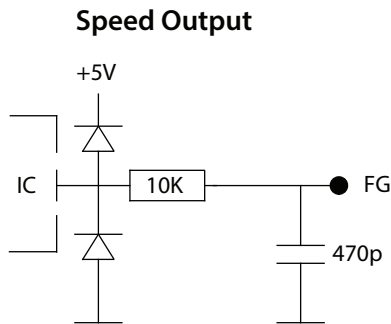 Speed Output
+5V
IC
10K
FG
470p